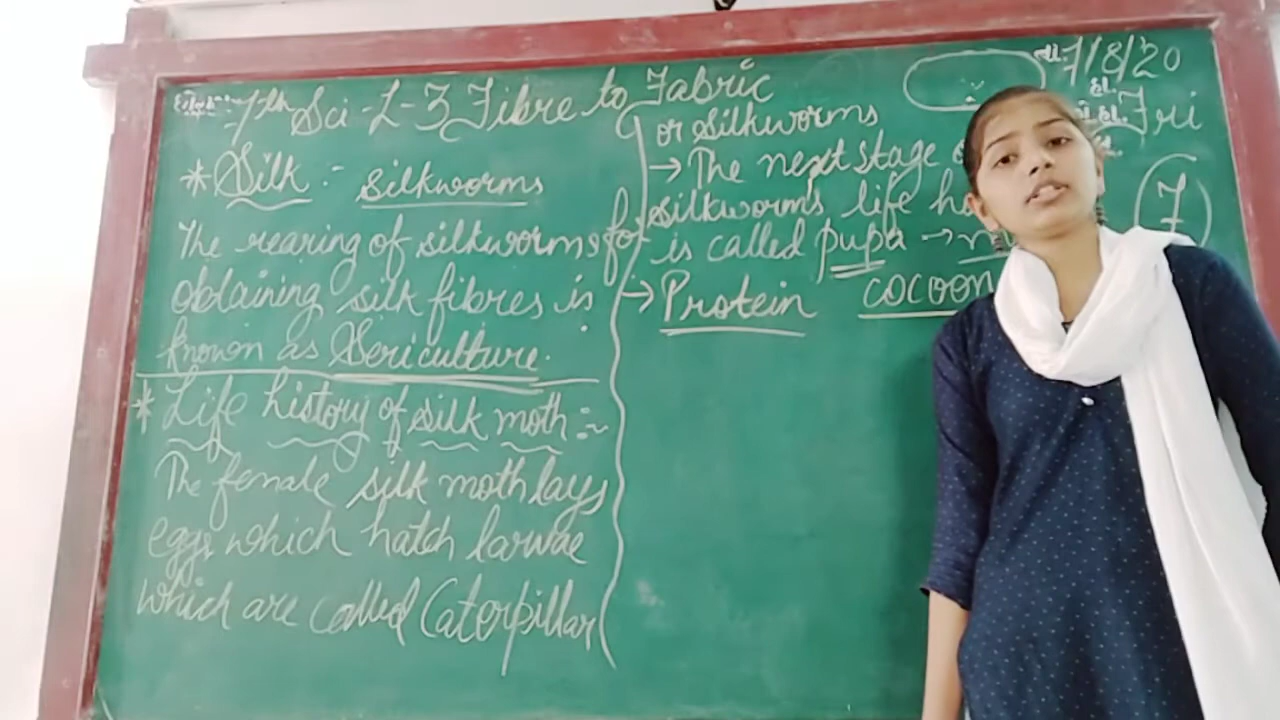 7th Sci-L-3 Fibre to Fabric
* Silk :- silkworms
The rearing of silkworms for
obtaining silk fibres is
known as Sericulture.
* Life history of silk moth :-
The female silk moth lays
eggs, which hatch larvae
which are called Caterpillar
or silkworms
→ The next stage
silkworms life
is called pupa →
→ Protein cocoon
તા. 7/8/20
Fri
7